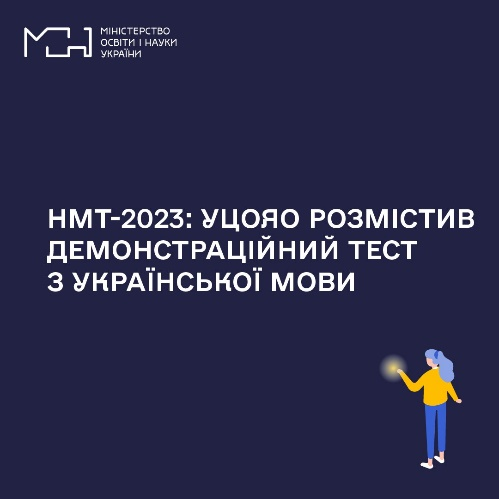 МІНІСТЕРСТВО
ОСВІТИ І НАУКИ
УКРАЇНИ
НМТ-2023: УЦОЯО РОЗМІСТИВ
ДЕМОНСТРАЦІЙНИЙ ТЕСТ
З УКРАЇНСЬКОЇ МОВИ